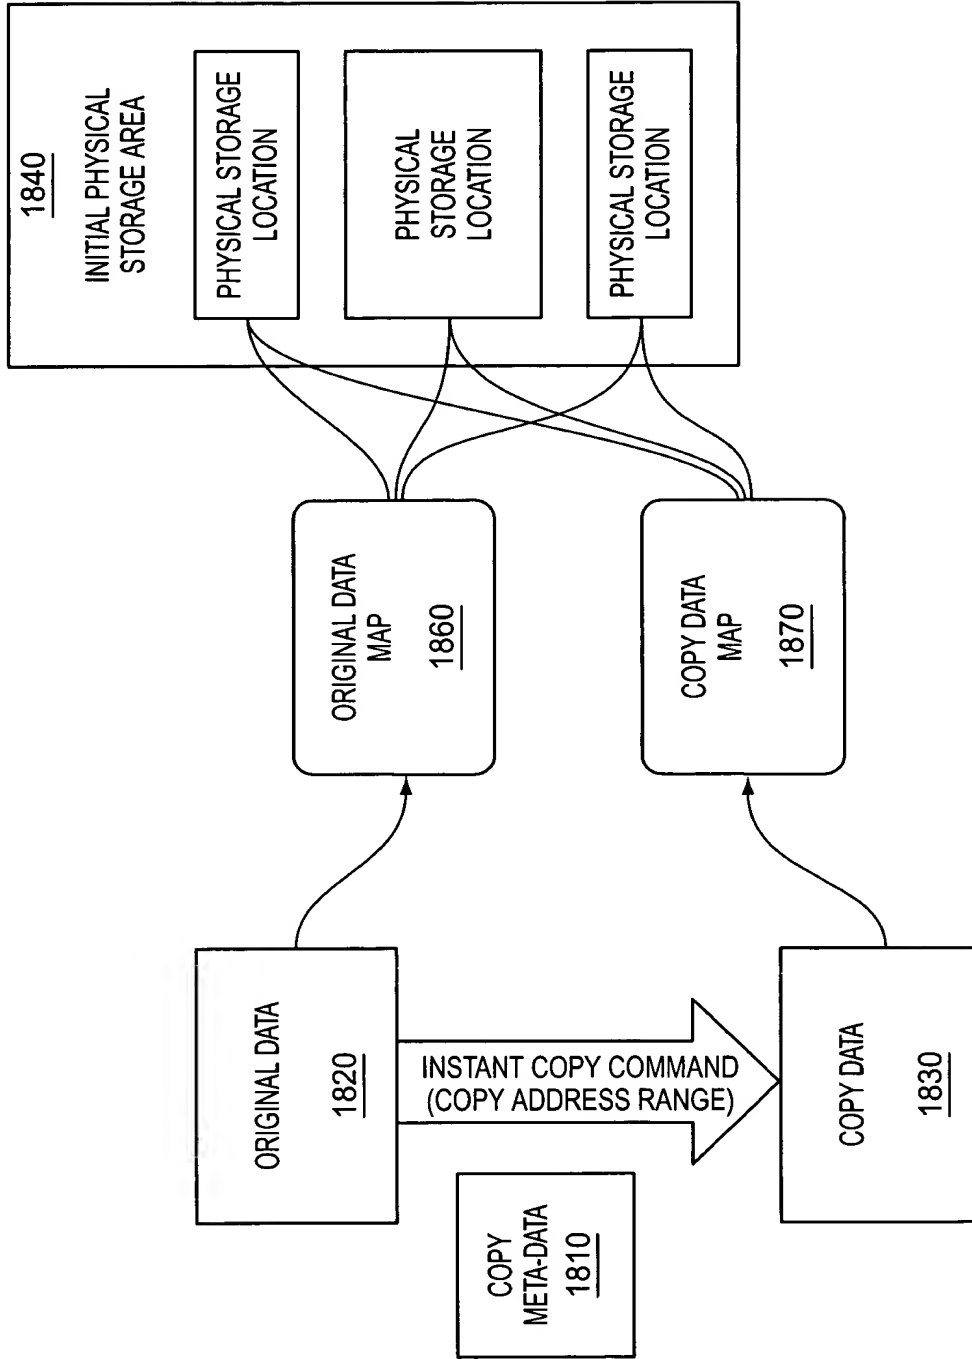 1840
INITIAL PHYSICAL
STORAGE AREA
PHYSICAL STORAGE
LOCATION
PHYSICAL
STORAGE
LOCATION
PHYSICAL STORAGE
LOCATION
ORIGINAL DATA
MAP
1860
COPY DATA
MAP
1870
ORIGINAL DATA
1820
INSTANT COPY COMMAND
(COPY ADDRESS RANGE)
COPY DATA
1830
COPY
META-DATA
1810